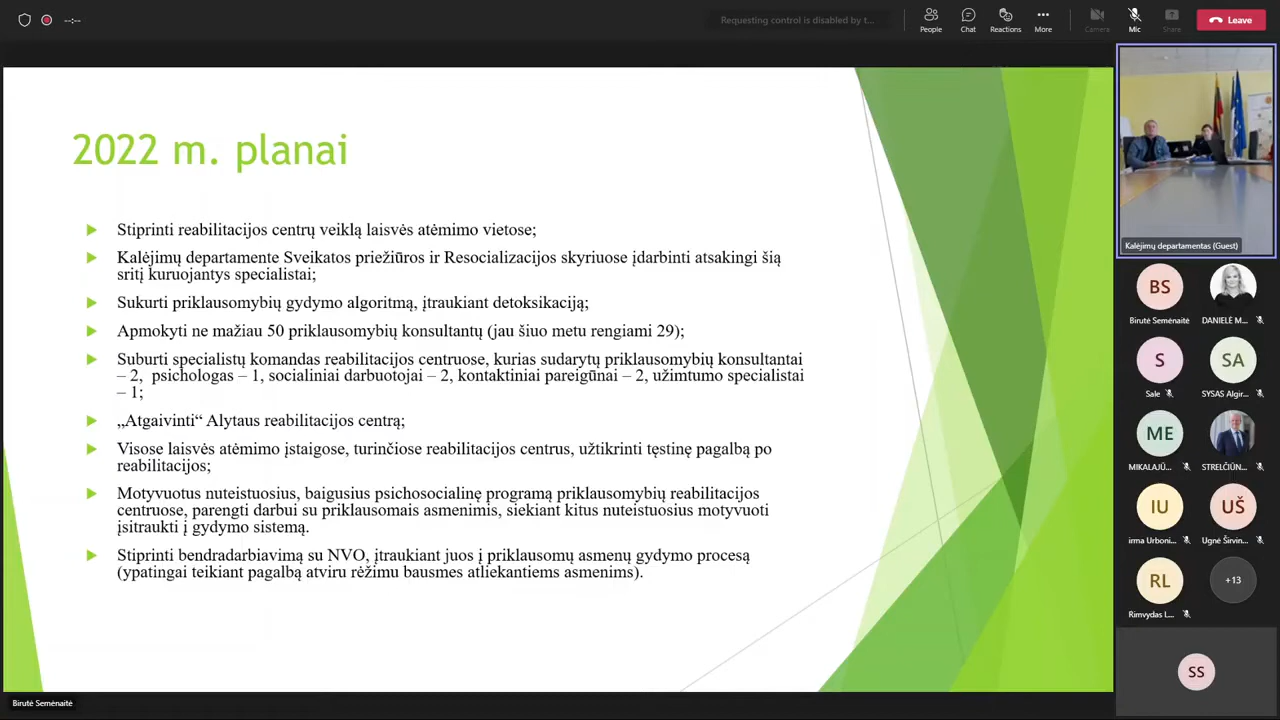 --:--
Requesting control is disabled by t...
People
Chat
Reactions
More
Camera
Mic
Share
Leave
2022 m. planai
Stiprinti reabilitacijos centrų veiklą laisvės atėmimo vietose;
Kalėjimų departamente Sveikatos priežiūros ir Resocializacijos skyriuose įdarbinti atsakingi šią
sritį kuruojantys specialistai;
Sukurti priklausomybių gydymo algoritmą, įtraukiant detoksikaciją;
Apmokyti ne mažiau 50 priklausomybių konsultantų (jau šiuo metu rengiami 29);
Suburti specialistų komandas reabilitacijos centruose, kurias sudarytų priklausomybių konsultantai
– 2, psichologas – 1, socialiniai darbuotojai – 2, kontaktiniai pareigūnai – 2, užimtumo specialistai
– 1;
„Atgaivinti“ Alytaus reabilitacijos centrą;
Visose laisvės atėmimo įstaigose, turinčiose reabilitacijos centrus, užtikrinti tęstinę pagalbą po
reabilitacijos;
Motyvuotus nuteistuosius, baigusius psichosocialinę programą priklausomybių reabilitacijos
centruose, parengti darbui su priklausomais asmenimis, siekiant kitus nuteistuosius motyvuoti
įsitraukti į gydymo sistemą.
Stiprinti bendradarbiavimą su NVO, įtraukiant juos į priklausomų asmenų gydymo procesą
(ypatingai teikiant pagalbą atviru rėžimu bausmes atliekantiems asmenims).
Birutė Semėnaitė
Kalėjimų departamentas (Guest)
BS
Birutė Semėnaitė
DANIELĖ M...
S
Sale
SA
SYSAS Algir...
ME
MIKALAJŪ...
STRELČIŪN...
IU
irma Urboni...
UŠ
Ugnė Širvin...
RL
Rimvydas I...
+13
SS